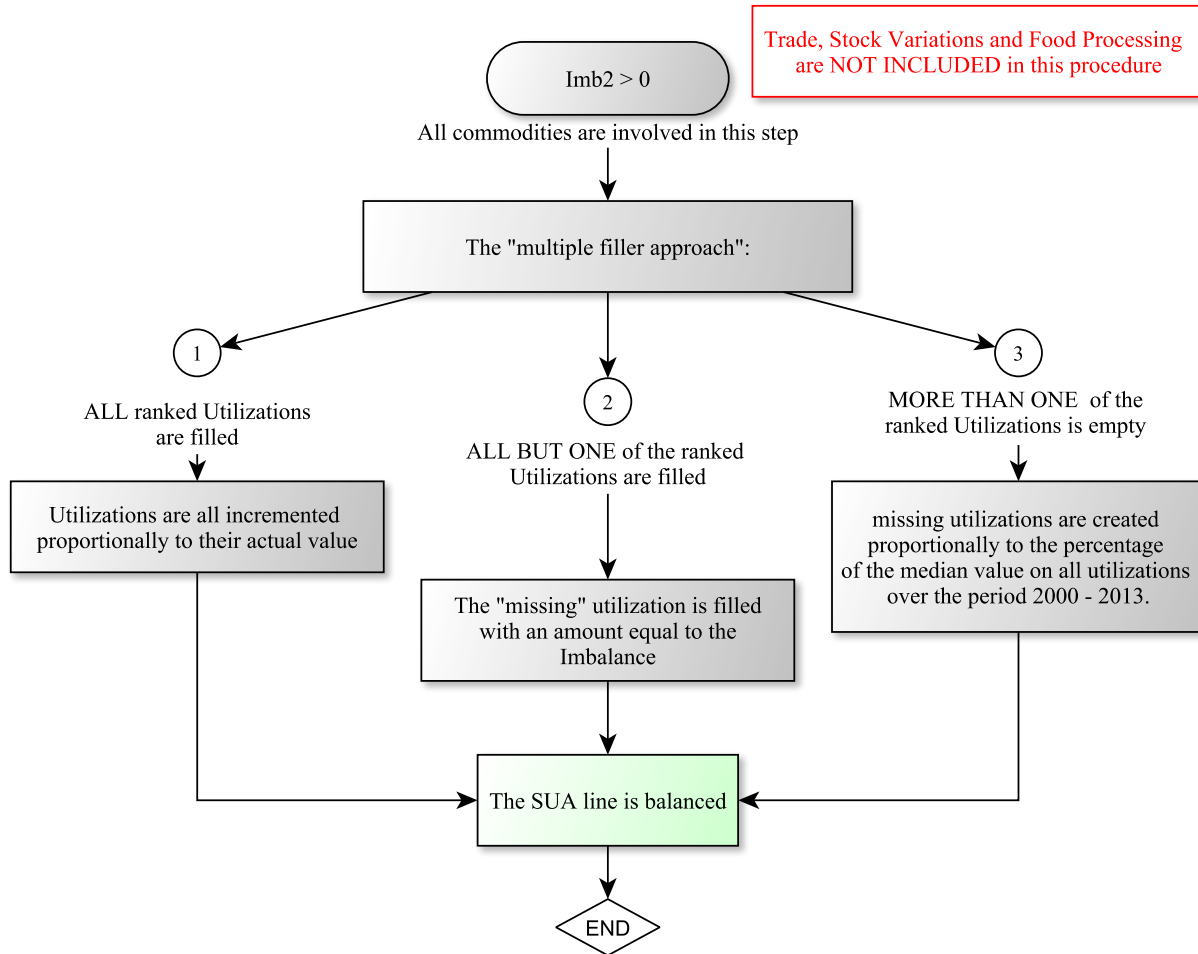 Trade, Stock Variations and Food Processing
are NOT INCLUDED in this procedure
Imb2 > 0
All commodities are involved in this step
The "multiple filler approach":
1
ALL ranked Utilizations
are filled
Utilizations are all incremented
proportionally to their actual value
2
ALL BUT ONE of the ranked
Utilizations are filled
The "missing" utilization is filled
with an amount equal to the
Imbalance
3
MORE THAN ONE of the
ranked Utilizations is empty
missing utilizations are created
proportionally to the percentage
of the median value on all utilizations
over the period 2000 - 2013.
The SUA line is balanced
END